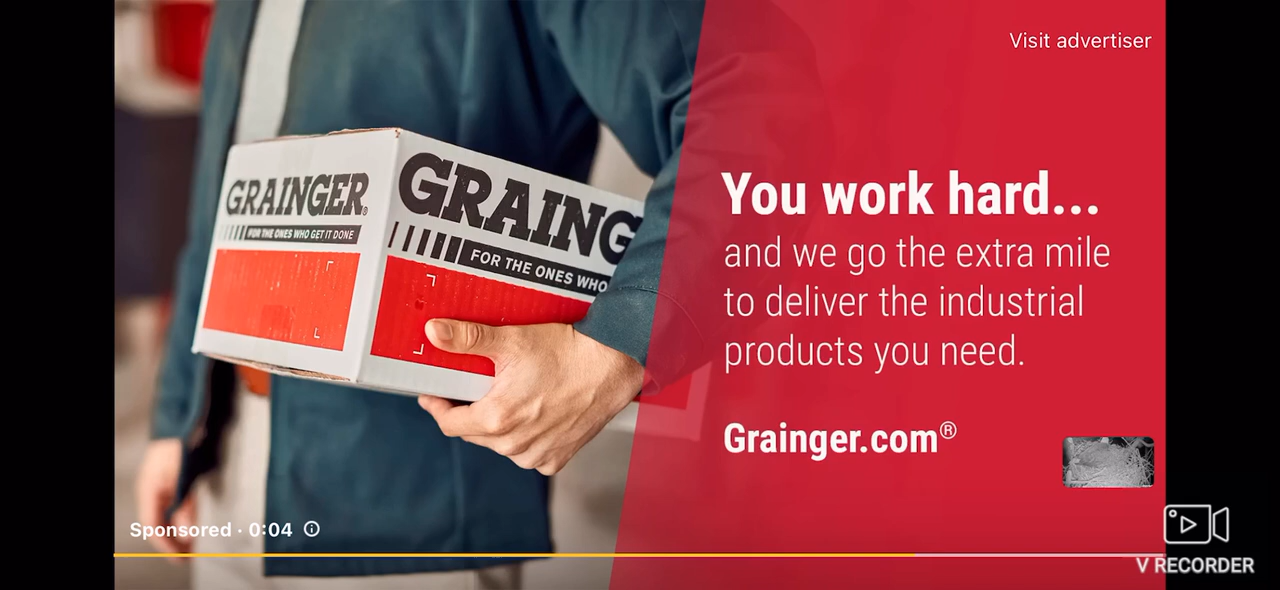 Visit advertiser
GRAINGER®
FOR THE ONES WHO GET IT DONE
GRAING
FOR THE ONES WHO
You work hard...
and we go the extra mile
to deliver the industrial
products you need.
Grainger.com®
Sponsored · 0:04
V RECORDER